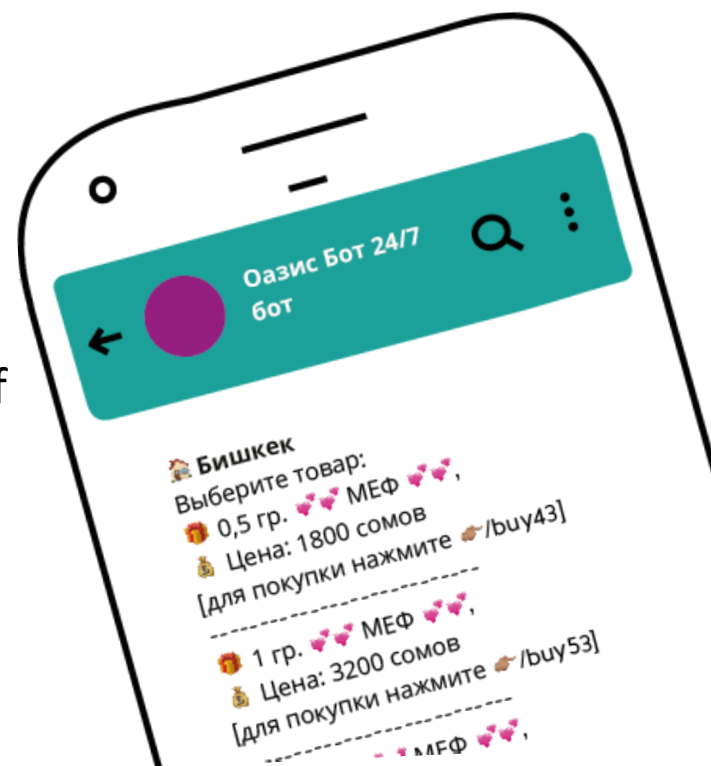 Оазис Бот 24/7
бот
f
Бишкек
Выберите товар:
0,5 гр. МЕФ ,
Цена: 1800 сомов
[для покупки нажмите /buy43]
------------------------------
1 гр. МЕФ ,
Цена: 3200 сомов
[для покупки нажмите /buy53]
------------------------------
МЕФ ,